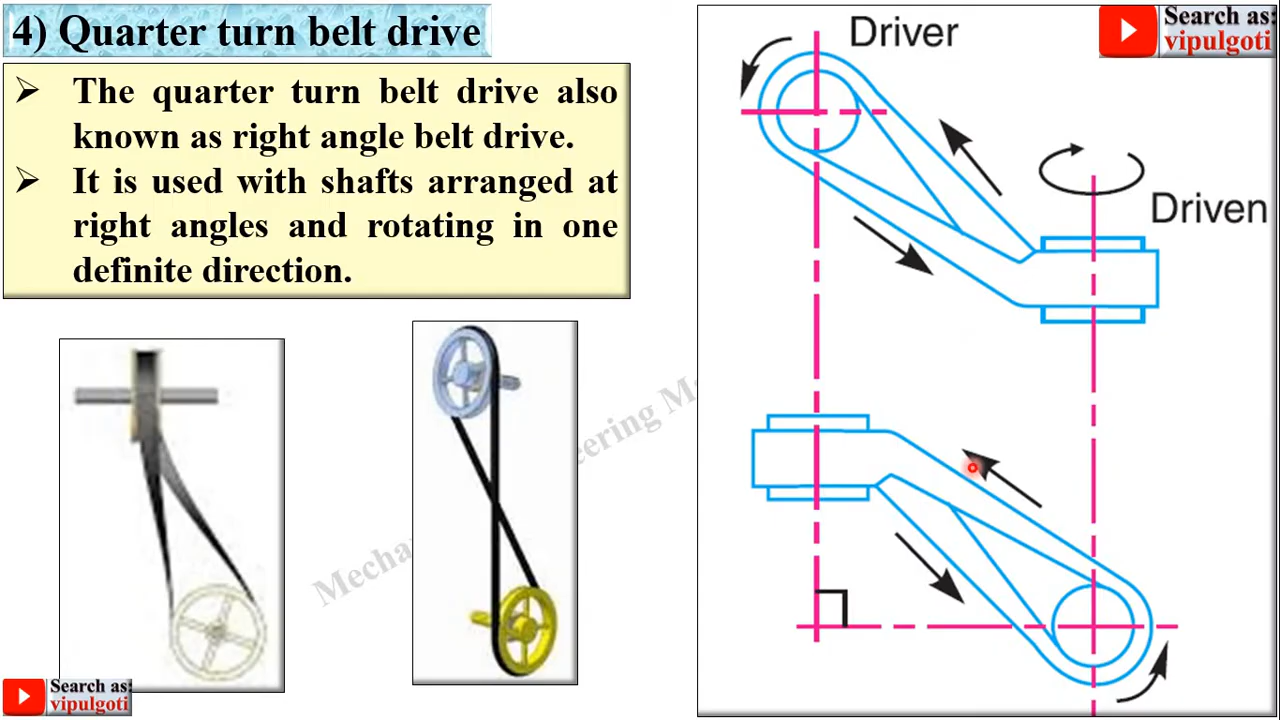 4) Quarter turn belt drive
➢ The quarter turn belt drive also
known as right angle belt drive.
➢ It is used with shafts arranged at
right angles and rotating in one
definite direction.
Driver
Search as:
vipulgoti
Driven
Search as:
vipulgoti